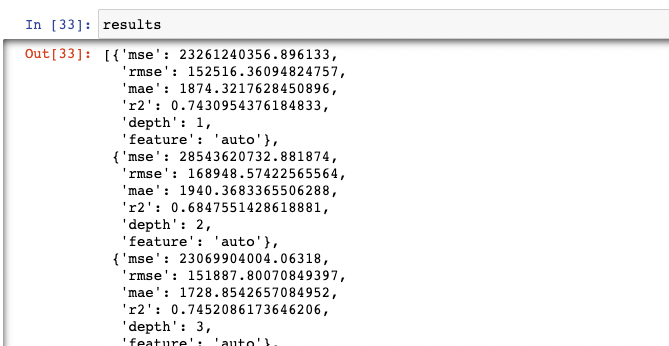 In [33]: results
Out[33]: [{'mse': 23261240356.896133,
'rmse': 152516.36094824757,
'mae': 1874.3217628450896,
'r2': 0.7430954376184833,
'depth': 1,
'feature': 'auto'},
{'mse': 28543620732.881874,
'rmse': 168948.57422565564,
'mae': 1940.3683365506288,
'r2': 0.6847551428618881,
'depth': 2,
'feature': 'auto'},
{'mse': 23069904004.06318,
'rmse': 151887.80070849397,
'mae': 1728.8542657084952,
'r2': 0.7452086173646206,
'depth': 3,
'feature': 'auto'},